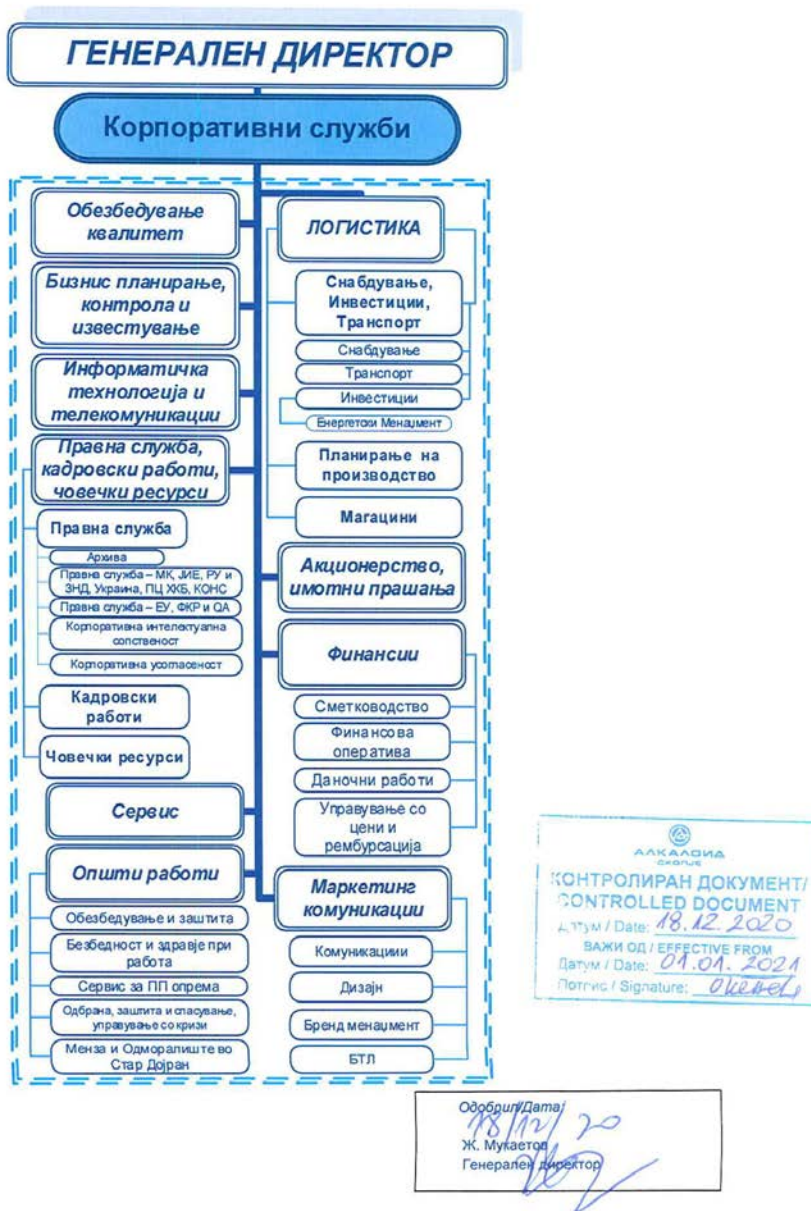 ГЕНЕРАЛЕН ДИРЕКТОР
Корпоративни служби
Обезбедување
квалитет
Бизнис планирање,
контрола и
известување
Информатичка
технологија и
телекомуникации
Правна служба,
кадровски работи,
човечки ресурси
Правна служба
Архива
Правна служба – МК, ЈИЕ, РУ и
ЗНД, Украина, ПЦ ХКБ, КОНС
Правна служба – ЕУ, ФКР и QA
Корпоративна интелектуална
сопственост
Корпоративна усогласеност
Кадровски
работи
Човечки ресурси
Сервис
Општи работи
Обезбедување и заштита
Безбедност и здравје при
работа
Сервис за ПП опрема
Одбрана, заштита и спасување,
управување со кризи
Менза и Одморалиште во
Стар Дојран
ЛОГИСТИКА
Снабдување,
Инвестиции,
Транспорт
Снабдување
Транспорт
Инвестиции
Енергетски Менаџмент
Планирање на
производство
Магацини
Акционерство,
имотни прашања
Финансии
Сметководство
Финансова
оператива
Даночни работи
Управување со
цени и
рембурсација
Маркетинг
комуникации
Комуникациии
Дизајн
Бренд менаџмент
БТЛ
АЛКАЛОИД
СКОПЈЕ
КОНТРОЛИРАН ДОКУМЕНТ/
CONTROLLED DOCUMENT
Датум / Date: 18.12.2020
ВАЖИ ОД / EFFECTIVE FROM
Датум / Date: 01.01.2021
Потпис / Signature:
Одобрил/Дата/
18/12/20
Ж. Мукаетов
Генерален директор